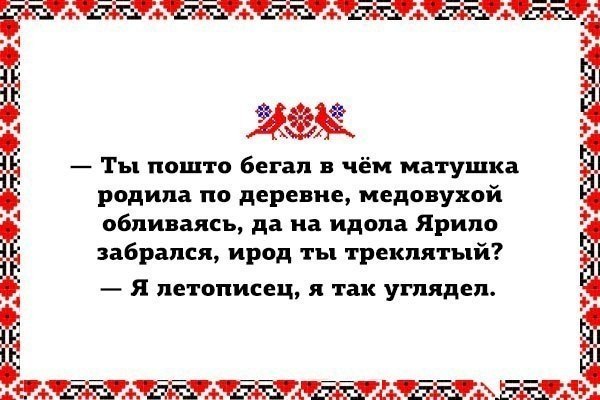 — Ты пошто бегал в чём матушка
родила по деревне, медовухой
обливаясь, да на идола Ярило
забрался, ирод ты треклятый?
— Я летописец, я так углядел.